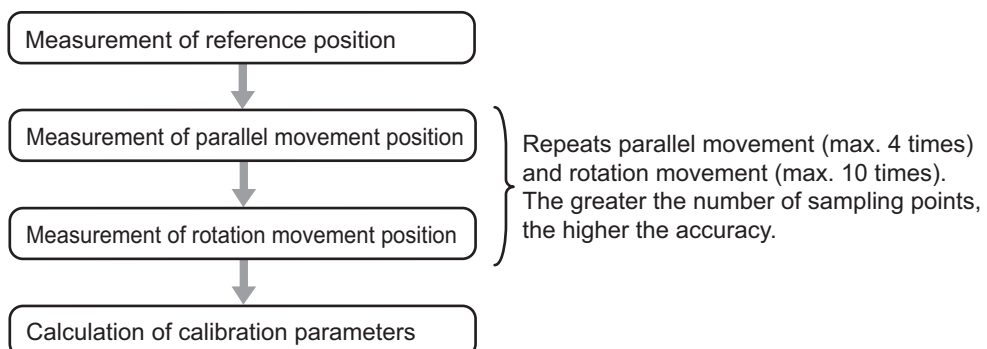 Measurement of reference position
Measurement of parallel movement position
Measurement of rotation movement position
Repeats parallel movement (max. 4 times)
and rotation movement (max. 10 times).
The greater the number of sampling points,
the higher the accuracy.
Calculation of calibration parameters